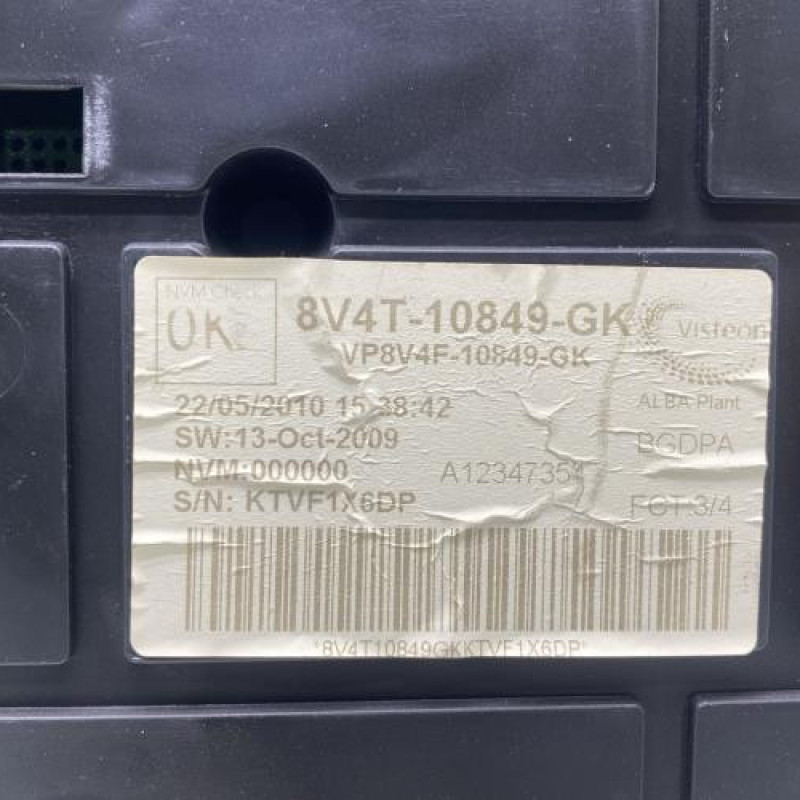 NVM Check
OK
8V4T-10849-GK
VP8V4F-10849-GK
Visteon
22/05/2010 15:38:42
ALBA Plant
SW:13-Oct-2009
BGDPA
NVM:000000
A12347351
S/N: KTVF1X6DP
FCT:3/4
*8V4T10849GKKTVF1X6DP*